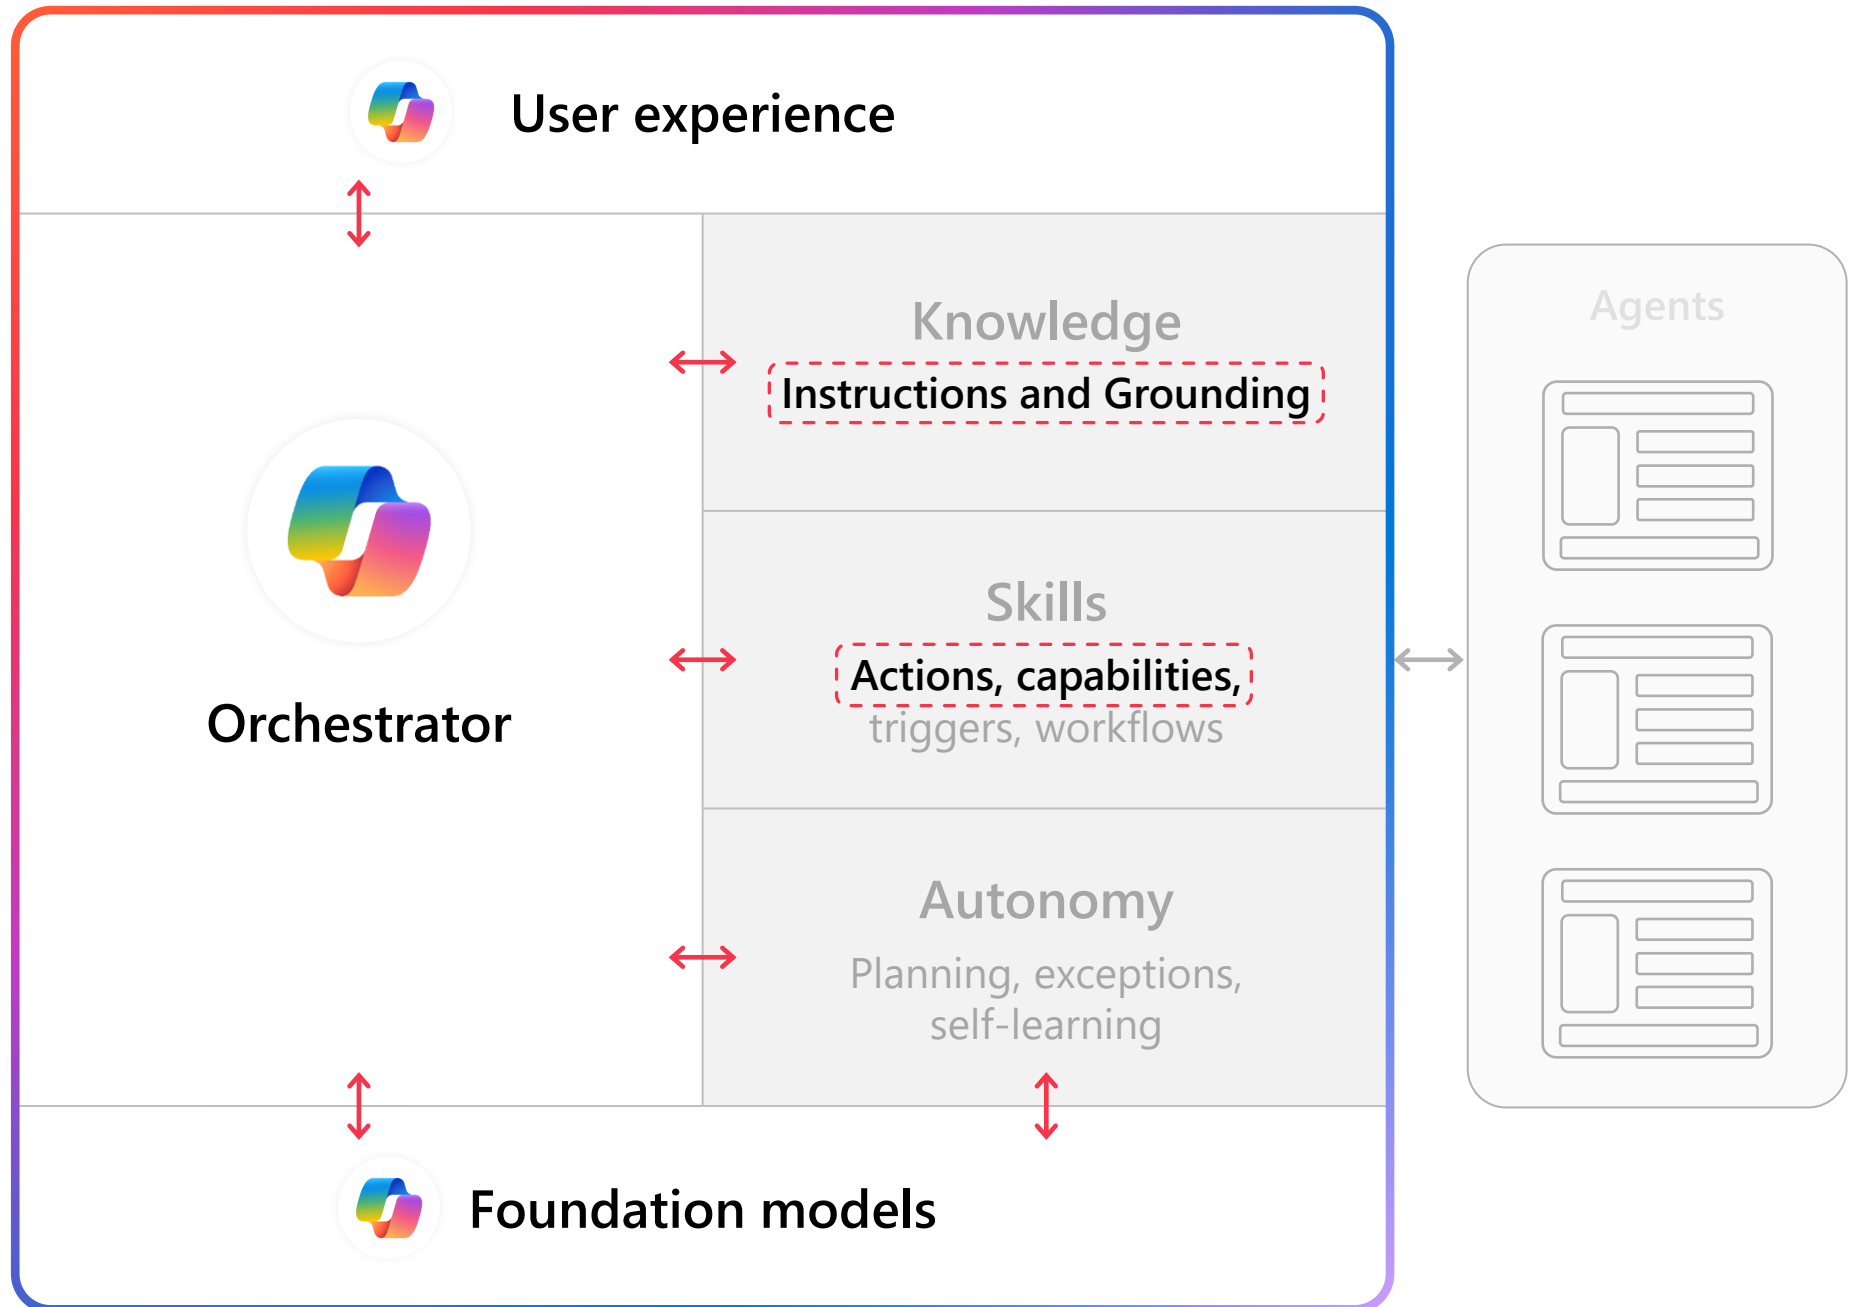 User experience
Knowledge
Instructions and Grounding
Agents
Skills
Actions, capabilities,
triggers, workflows
Orchestrator
Autonomy
Planning, exceptions,
self-learning
Foundation models